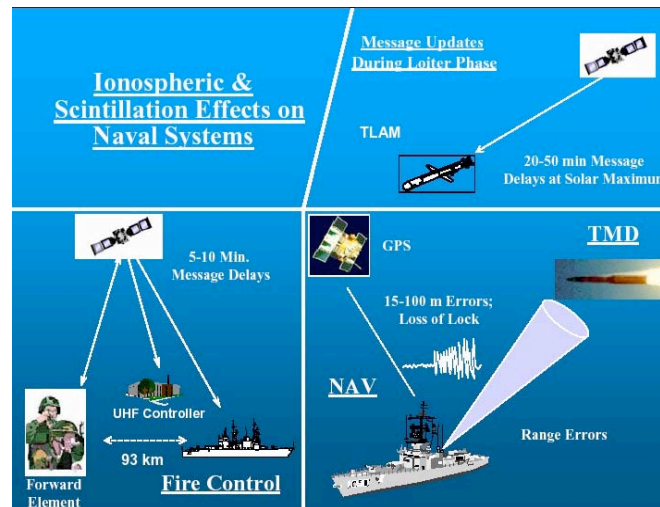 Ionospheric &
Scintillation Effects on
Naval Systems
Message Updates
During Loiter Phase
TLAM
20-50 min Message
Delays at Solar Maximum
5-10 Min.
Message Delays
UHF Controller
93 km
Forward
Element
Fire Control
GPS
TMD
15-100 m Errors;
Loss of Lock
NAV
Range Errors